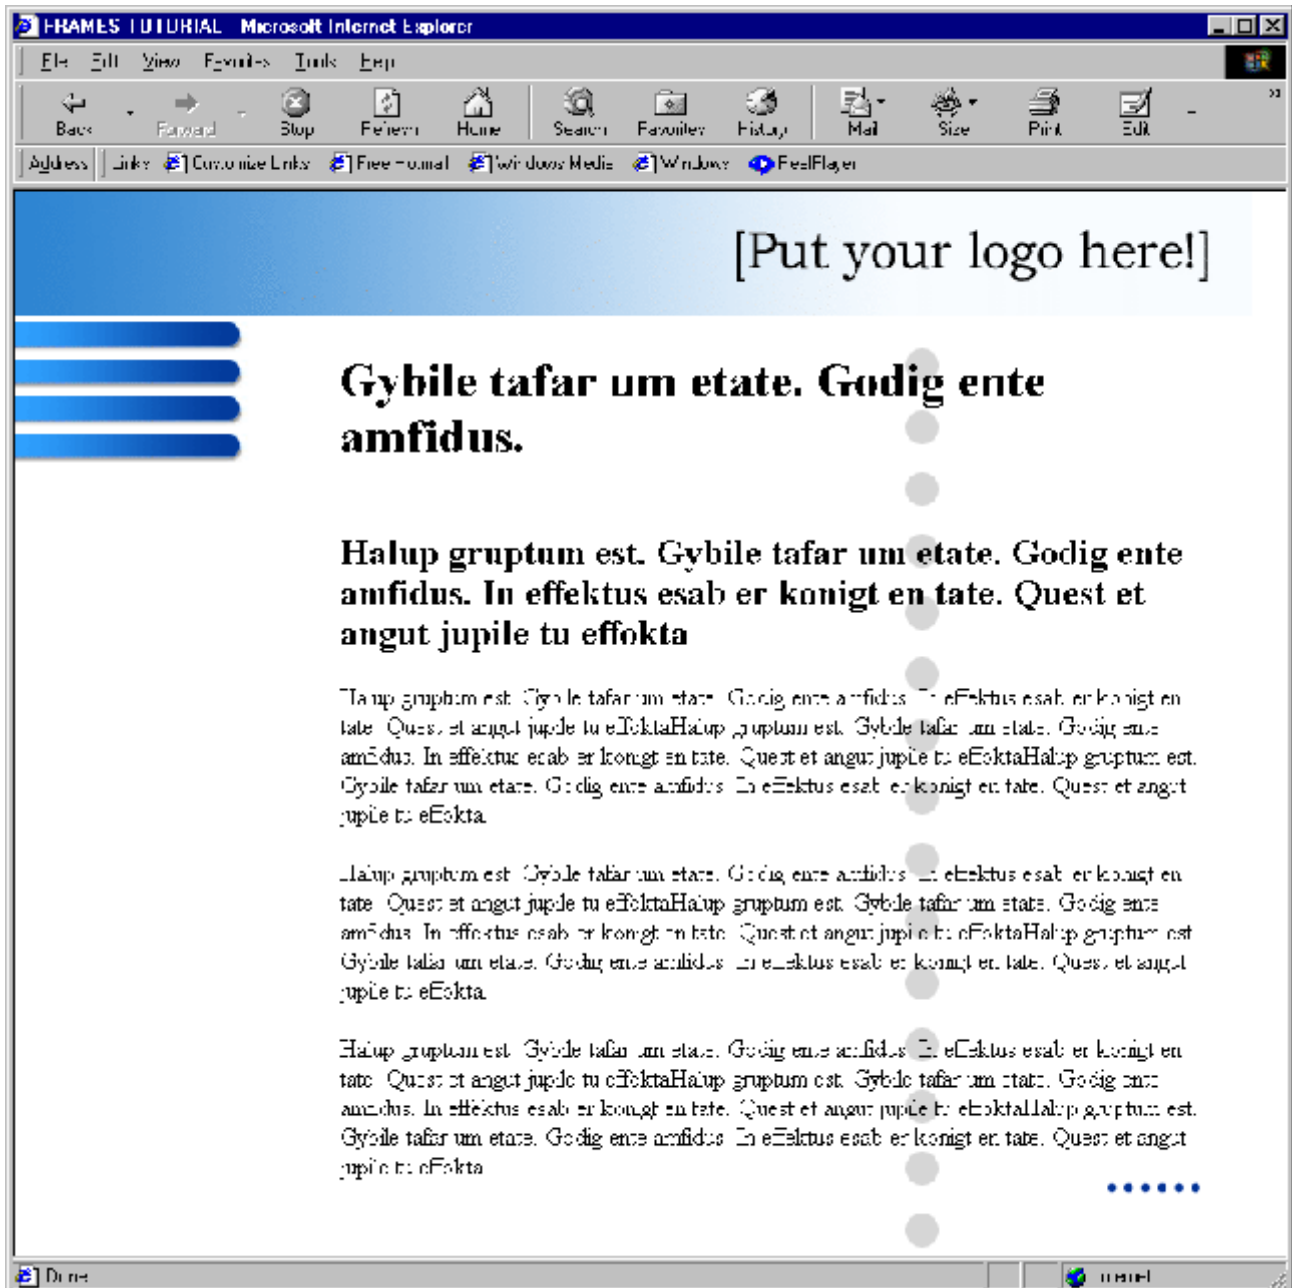 FRAMES TUTORIAL Microsoft Internet Explorer
File Edit View Favorites Tools Help
Back Forward Stop Refresh Home Search Favorites History Mail Size Print Edit
Address Links Customize Links Free Hotmail Windows Media Windows RealPlayer
[Put your logo here!]
Gybile tafar um etate. Godig ente
amfidus.
Halup gruptum est. Gybile tafar um etate. Godig ente
amfidus. In effektus esab er konigt en tate. Quest et
angut jupile tu effokta
Halup gruptum est. Gybile tafar um etate. Godig ente amfidus. In effektus esab er konigt en
tate. Quest et angut jupile tu effoktaHalup gruptum est. Gybile tafar um etate. Godig ente
amfidus. In effektus esab er konigt en tate. Quest et angut jupile tu effoktaHalup gruptum est.
Gybile tafar um etate. Godig ente amfidus. In effektus esab er konigt en tate. Quest et angut
jupile tu effokta
Halup gruptum est. Gybile tafar um etate. Godig ente amfidus. In effektus esab er konigt en
tate. Quest et angut jupile tu effoktaHalup gruptum est. Gybile tafar um etate. Godig ente
amfidus. In effektus esab er konigt en tate. Quest et angut jupile tu effoktaHalup gruptum est.
Gybile tafar um etate. Godig ente amfidus. In effektus esab er konigt en tate. Quest et angut
jupile tu effokta
Halup gruptum est. Gybile tafar um etate. Godig ente amfidus. In effektus esab er konigt en
tate. Quest et angut jupile tu effoktaHalup gruptum est. Gybile tafar um etate. Godig ente
amfidus. In effektus esab er konigt en tate. Quest et angut jupile tu effoktaHalup gruptum est.
Gybile tafar um etate. Godig ente amfidus. In effektus esab er konigt en tate. Quest et angut
jupile tu effokta
Done Internet